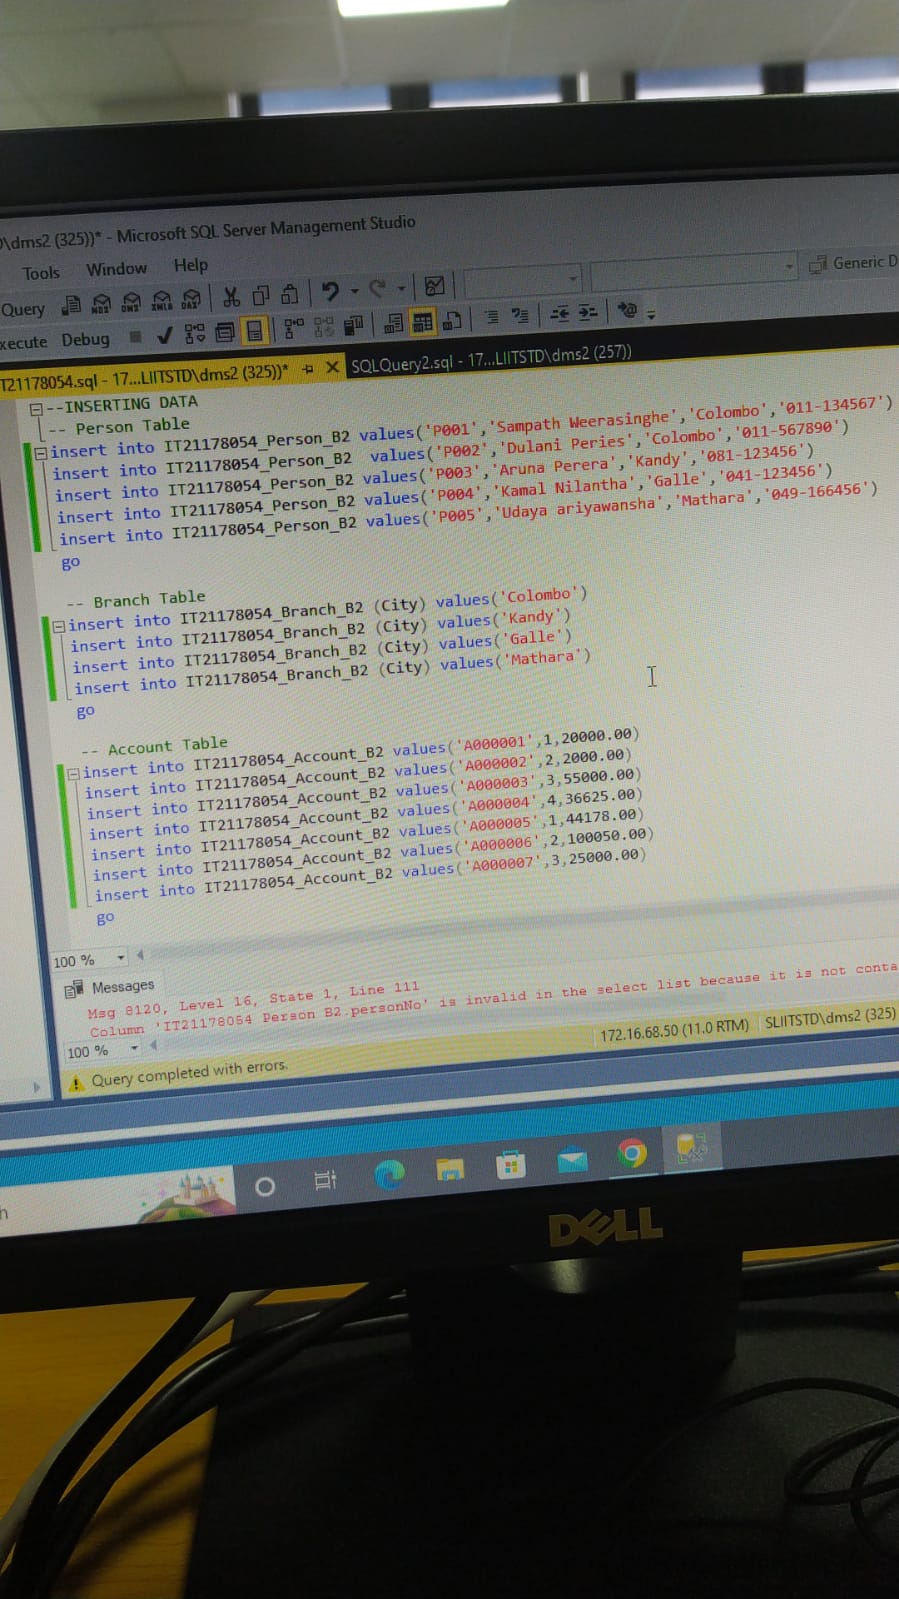 \dms2 (325))* - Microsoft SQL Server Management Studio
Tools Window Help
Query
Generic D
xecute Debug
T21178054.sql - 17...LIITSTD\dms2 (325))* SQLQuery2.sql - 17...LIITSTD\dms2 (257))
--INSERTING DATA
-- Person Table
insert into IT21178054_Person_B2 values('P001','Sampath Weerasinghe','Colombo','011-134567')
insert into IT21178054_Person_B2 values('P002','Dulani Peries','Colombo','011-567890')
insert into IT21178054_Person_B2 values('P003','Aruna Perera','Kandy','081-123456')
insert into IT21178054_Person_B2 values('P004','Kamal Nilantha','Galle','041-123456')
insert into IT21178054_Person_B2 values('P005','Udaya ariyawansha','Mathara','049-166456')
go
-- Branch Table
insert into IT21178054_Branch_B2 (City) values('Colombo')
insert into IT21178054_Branch_B2 (City) values('Kandy')
insert into IT21178054_Branch_B2 (City) values('Galle')
insert into IT21178054_Branch_B2 (City) values('Mathara')
go
-- Account Table
insert into IT21178054_Account_B2 values('A000001',1,20000.00)
insert into IT21178054_Account_B2 values('A000002',2,2000.00)
insert into IT21178054_Account_B2 values('A000003',3,55000.00)
insert into IT21178054_Account_B2 values('A000004',4,36625.00)
insert into IT21178054_Account_B2 values('A000005',1,44178.00)
insert into IT21178054_Account_B2 values('A000006',2,100050.00)
insert into IT21178054_Account_B2 values('A000007',3,25000.00)
go
100 %
Messages
Msg 8120, Level 16, State 1, Line 111
Column 'IT21178054 Person B2.personNo' is invalid in the select list because it is not conta
100 %
Query completed with errors. 172.16.68.50 (11.0 RTM) SLIITSTD\dms2 (325)
h
DELL